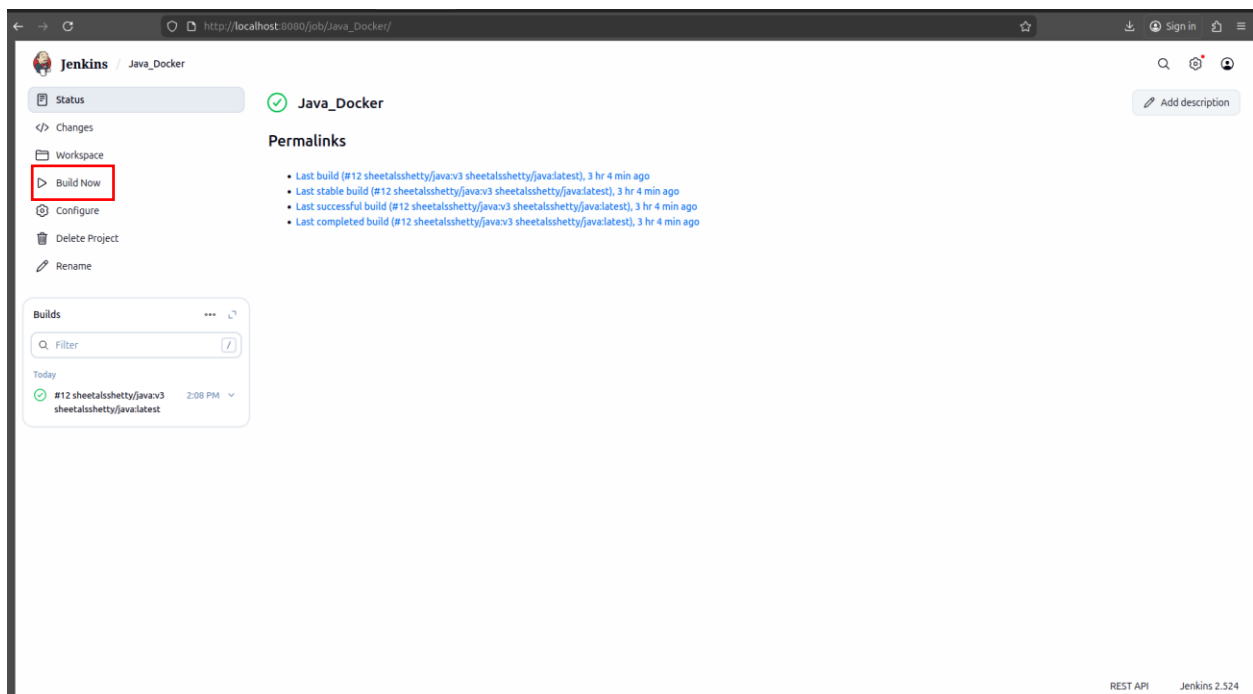 http://localhost:8080/job/Java_Docker/
Sign in
Jenkins / Java_Docker
Status
Changes
Workspace
Build Now
Configure
Delete Project
Rename
Java_Docker
Add description
Permalinks
Last build (#12 sheetalsshetty/java:v3 sheetalsshetty/java:latest), 3 hr 4 min ago
Last stable build (#12 sheetalsshetty/java:v3 sheetalsshetty/java:latest), 3 hr 4 min ago
Last successful build (#12 sheetalsshetty/java:v3 sheetalsshetty/java:latest), 3 hr 4 min ago
Last completed build (#12 sheetalsshetty/java:v3 sheetalsshetty/java:latest), 3 hr 4 min ago
Builds
Filter /
Today
#12 sheetalsshetty/java:v3 2:08 PM
sheetalsshetty/java:latest
REST API Jenkins 2.524